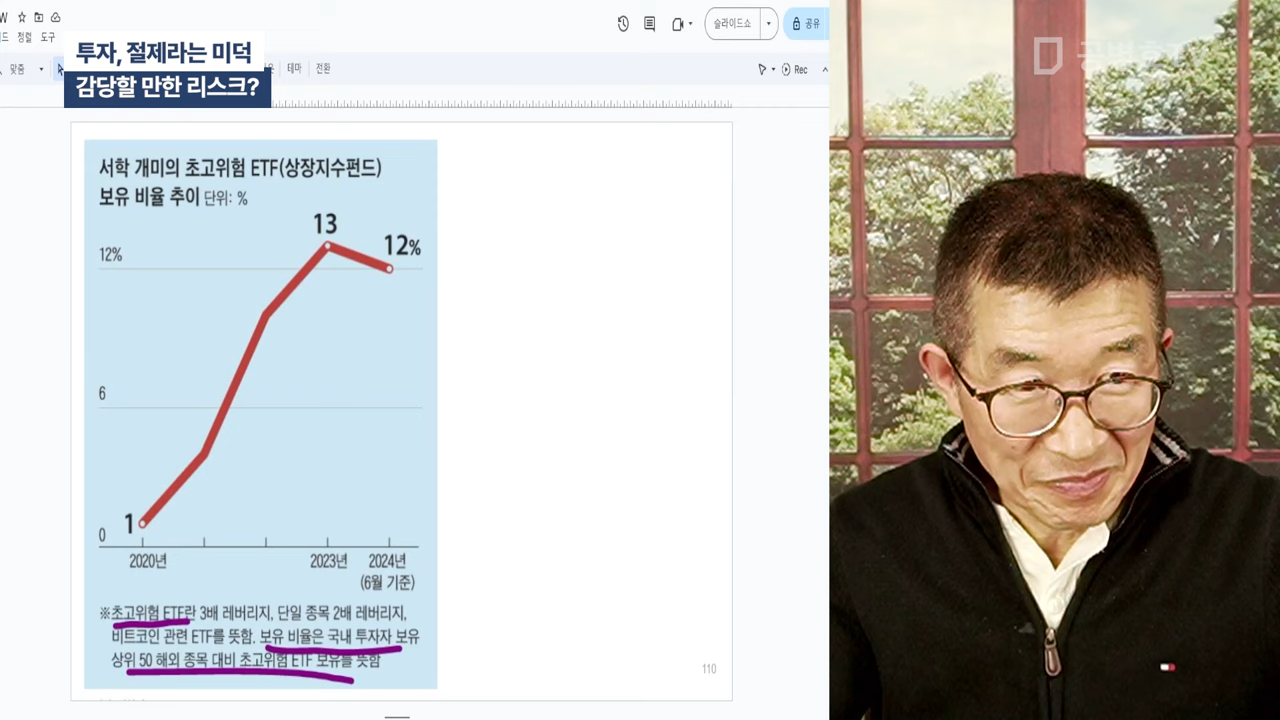 W
드 정렬 도구
슬라이드쇼
공유
맞춤
테마 전환
Rec
투자, 절제라는 미덕
감당할 만한 리스크?
공병호TV
서학 개미의 초고위험 ETF(상장지수펀드)
보유 비율 추이 단위: %
13
12%
12%
6
1
0
2020년 2023년 2024년
(6월 기준)
※초고위험 ETF란 3배 레버리지, 단일 종목 2배 레버리지,
비트코인 관련 ETF를 뜻함. 보유 비율은 국내 투자자 보유
상위 50 해외 종목 대비 초고위험 ETF 보유를 뜻함
110